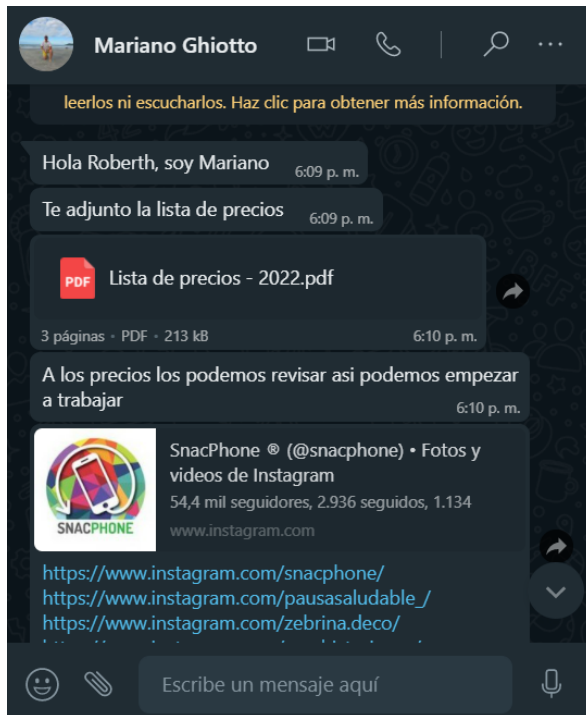 Mariano Ghiotto
leerlos ni escucharlos. Haz clic para obtener más información.
Hola Roberth, soy Mariano
6:09 p. m.
Te adjunto la lista de precios
6:09 p. m.
PDF
Lista de precios - 2022.pdf
3 páginas • PDF • 213 kB
6:10 p. m.
A los precios los podemos revisar asi podemos empezar
a trabajar
6:10 p. m.
SNACPHONE
SnacPhone ® (@snacphone) • Fotos y
videos de Instagram
54,4 mil seguidores, 2.936 seguidos, 1.134
www.instagram.com
https://www.instagram.com/snacphone/
https://www.instagram.com/pausasaludable_/
https://www.instagram.com/zebrina.deco/
Escribe un mensaje aquí